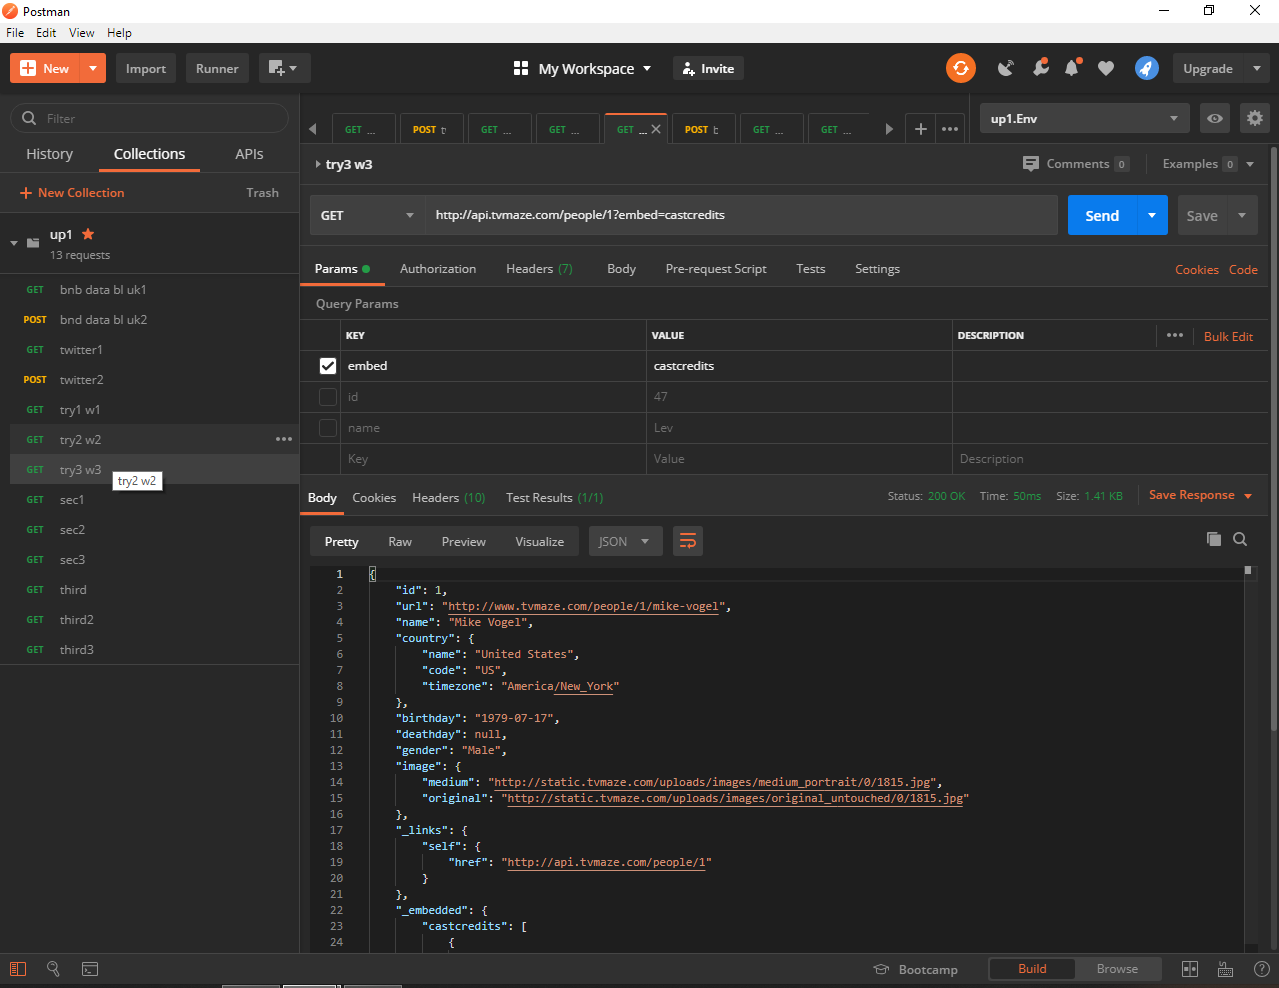 Postman
File Edit View Help
New Import Runner My Workspace Invite Upgrade
Filter
History Collections APIs
New Collection Trash
up1
13 requests
GET bnb data bl uk1
POST bnd data bl uk2
GET twitter1
POST twitter2
GET try1 w1
GET try2 w2
GET try3 w3
try2 w2
GET sec1
GET sec2
GET sec3
GET third
GET third2
GET third3
GET ... POST GET ... GET ... GET ... POST GET ... GET ...
up1.Env
try3 w3 Comments 0 Examples 0
GET http://api.tvmaze.com/people/1?embed=castcredits Send Save
Params Authorization Headers (7) Body Pre-request Script Tests Settings Cookies Code
Query Params
KEY VALUE DESCRIPTION Bulk Edit
embed castcredits
id 47
name Lev
Key Value Description
Body Cookies Headers (10) Test Results (1/1) Status: 200 OK Time: 50ms Size: 1.41 KB Save Response
Pretty Raw Preview Visualize JSON
1 {
2 "id": 1,
3 "url": "http://www.tvmaze.com/people/1/mike-vogel",
4 "name": "Mike Vogel",
5 "country": {
6 "name": "United States",
7 "code": "US",
8 "timezone": "America/New_York"
9 },
10 "birthday": "1979-07-17",
11 "deathday": null,
12 "gender": "Male",
13 "image": {
14 "medium": "http://static.tvmaze.com/uploads/images/medium_portrait/0/1815.jpg",
15 "original": "http://static.tvmaze.com/uploads/images/original_untouched/0/1815.jpg"
16 },
17 "_links": {
18 "self": {
19 "href": "http://api.tvmaze.com/people/1"
20 }
21 },
22 "_embedded": {
23 "castcredits": [
24 {
Bootcamp Build Browse